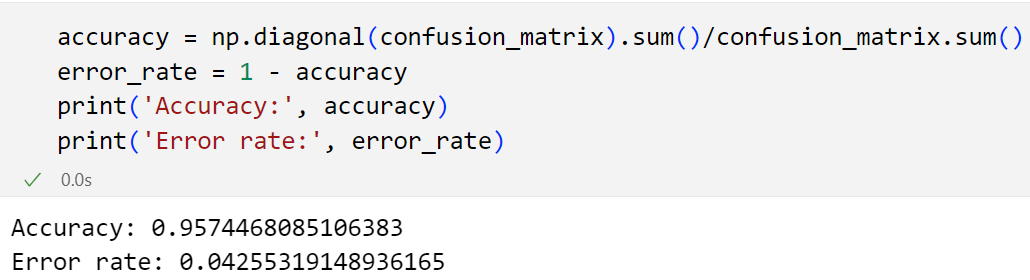 accuracy = np.diagonal(confusion_matrix).sum()/confusion_matrix.sum()
error_rate = 1 - accuracy
print('Accuracy:', accuracy)
print('Error rate:', error_rate)
0.0s
Accuracy: 0.9574468085106383
Error rate: 0.04255319148936165